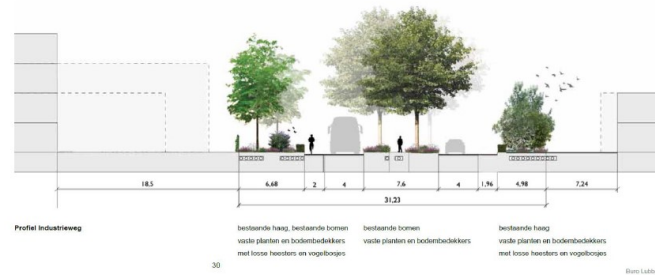 18,5 6,68 2 4 7,6 4 1,96 4,98 7,24
31,23
Profiel Industrieweg
bestaande haag, bestaande bomen
vaste planten en bodembedekkers
met losse heesters en vogelbosjes
bestaande bomen
vaste planten en bodembedekkers
bestaande haag
vaste planten en bodembedekkers
met losse heesters en vogelbosjes
30
Buro Lubb